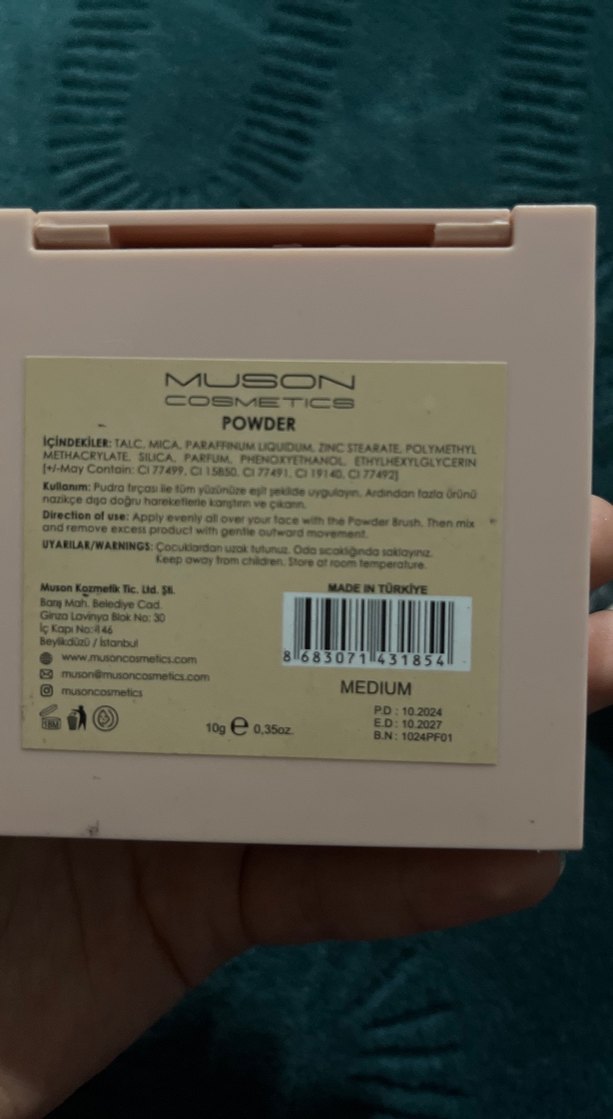 MUSON
COSMETICS
POWDER
İÇİNDEKİLER: TALC, MICA, PARAFFINUM LIQUIDUM, ZINC STEARATE, POLYMETHYL
METHACRYLATE, SILICA, PARFUM, PHENOXYETHANOL, ETHYLHEXYLGLYCERIN
[+/-May Contain: CI 77499, CI 15850, CI 77491, CI 19140, CI 77492]
Kullanım: Pudra fırçası ile tüm yüzünüze eşit şekilde uygulayın. Ardından fazla ürünü
nazikçe dışa doğru hareketlerle karıştırın ve çıkarın.
Direction of use: Apply evenly all over your face with the Powder Brush. Then mix
and remove excess product with gentle outward movement.
UYARILAR/WARNINGS: Çocuklardan uzak tutunuz. Oda sıcaklığında saklayınız.
Keep away from children. Store at room temperature.
Muson Kozmetik Tic. Ltd. Şti.
Barış Mah. Belediye Cad.
Ginza Lavinya Blok No: 30
İç Kapı No: 146
Beylikdüzü / İstanbul
www.musoncosmetics.com
muson@musoncosmetics.com
musoncosmetics
18M
10g e 0,35oz.
MADE IN TÜRKİYE
8 683071 431854
MEDIUM
P.D : 10.2024
E.D : 10.2027
B.N : 1024PF01